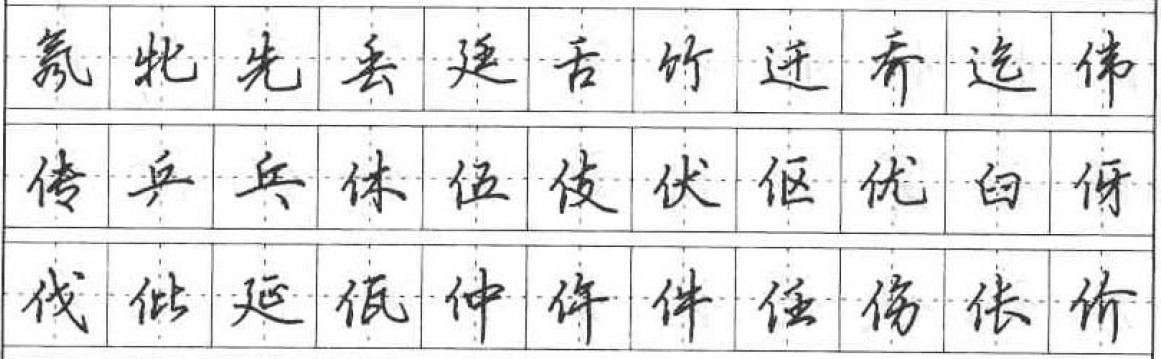 氖牝先丢廷舌竹迁乔迄伟
传乒乓休伍伎伏伛优臼伢
伐仳延佤仲仵件任伤伥价